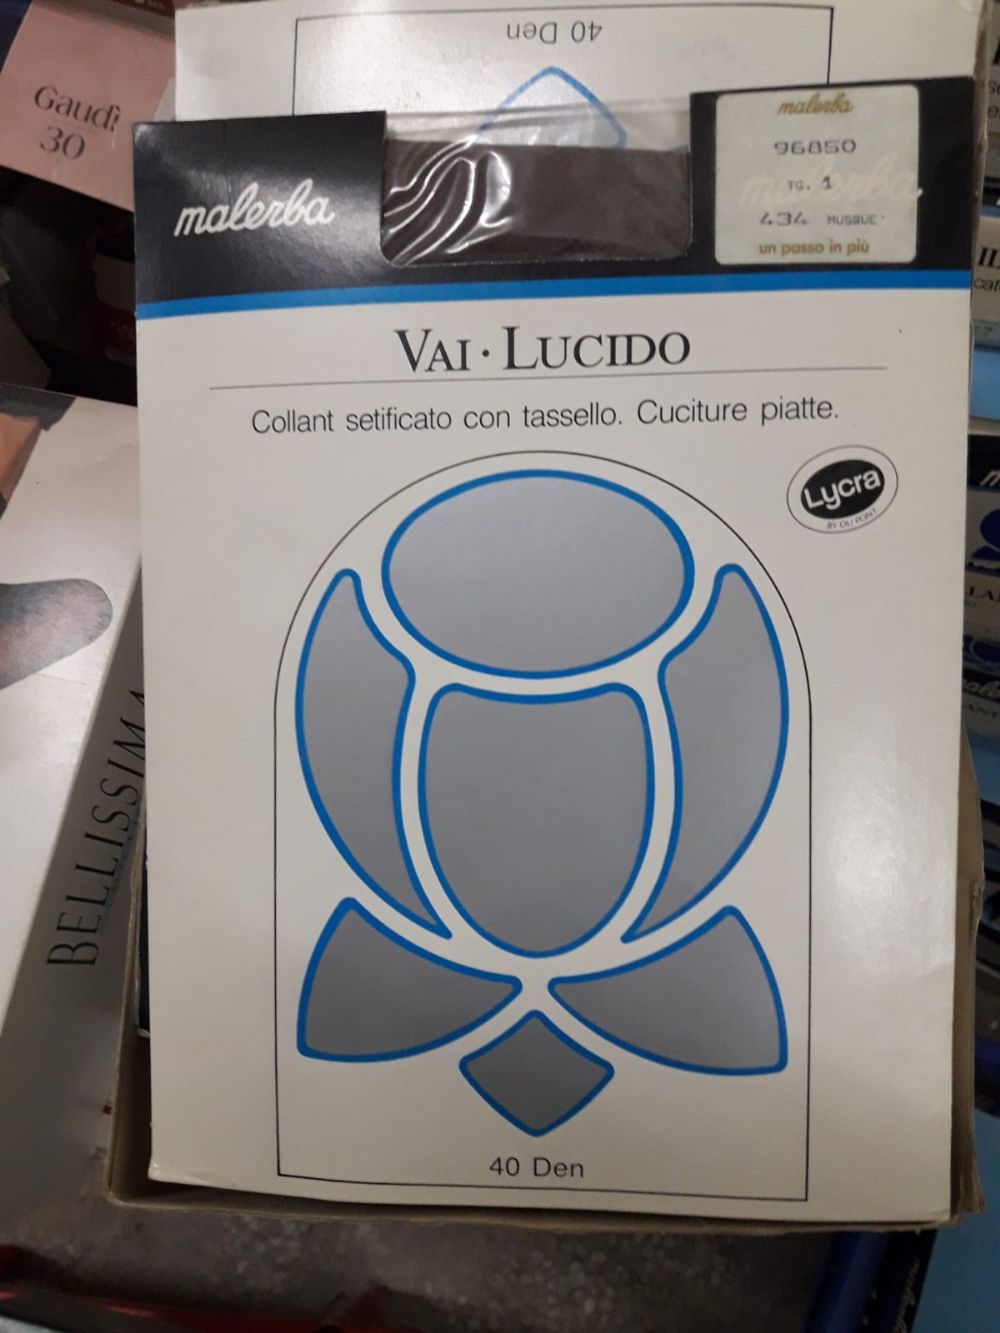 40 Den
Gaudì
30
malerba
malerba
96850
TG. 1
434 MUSQUE'
un passo in più
VAI · LUCIDO
Collant setificato con tassello. Cuciture piatte.
Lycra
BY DU PONT
BELLISSIMA
40 Den